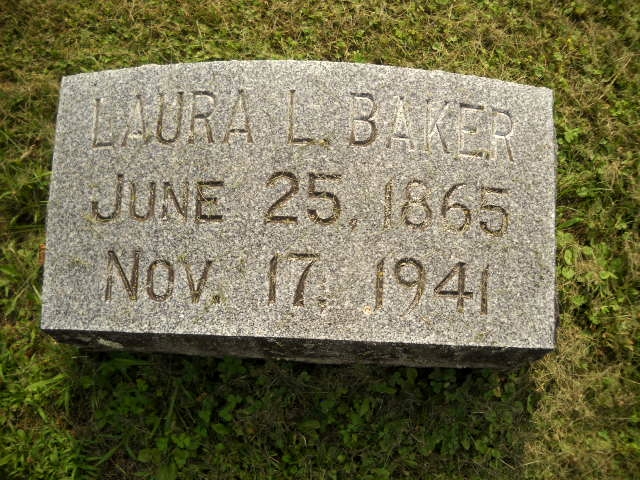 LAURA L. BAKER
JUNE 25, 1865
NOV. 17, 1941